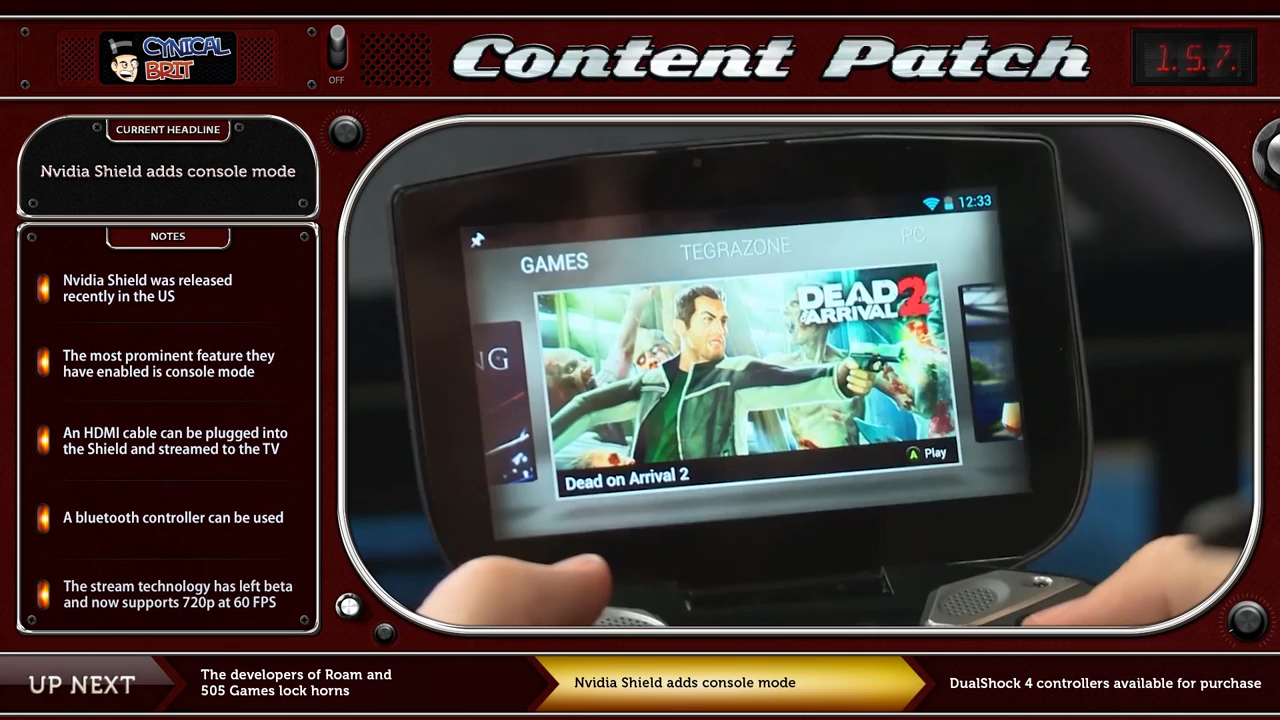 CYNICAL
BRIT
OFF
Content Patch
1.5.7.
CURRENT HEADLINE
Nvidia Shield adds console mode
NOTES
Nvidia Shield was released
recently in the US
The most prominent feature they
have enabled is console mode
An HDMI cable can be plugged into
the Shield and streamed to the TV
A bluetooth controller can be used
The stream technology has left beta
and now supports 720p at 60 FPS
12:33
GAMES
TEGRAZONE
PC
DEAD
ON ARRIVAL 2
NG
A Play
Dead on Arrival 2
UP NEXT
The developers of Roam and
505 Games lock horns
Nvidia Shield adds console mode
DualShock 4 controllers available for purchase